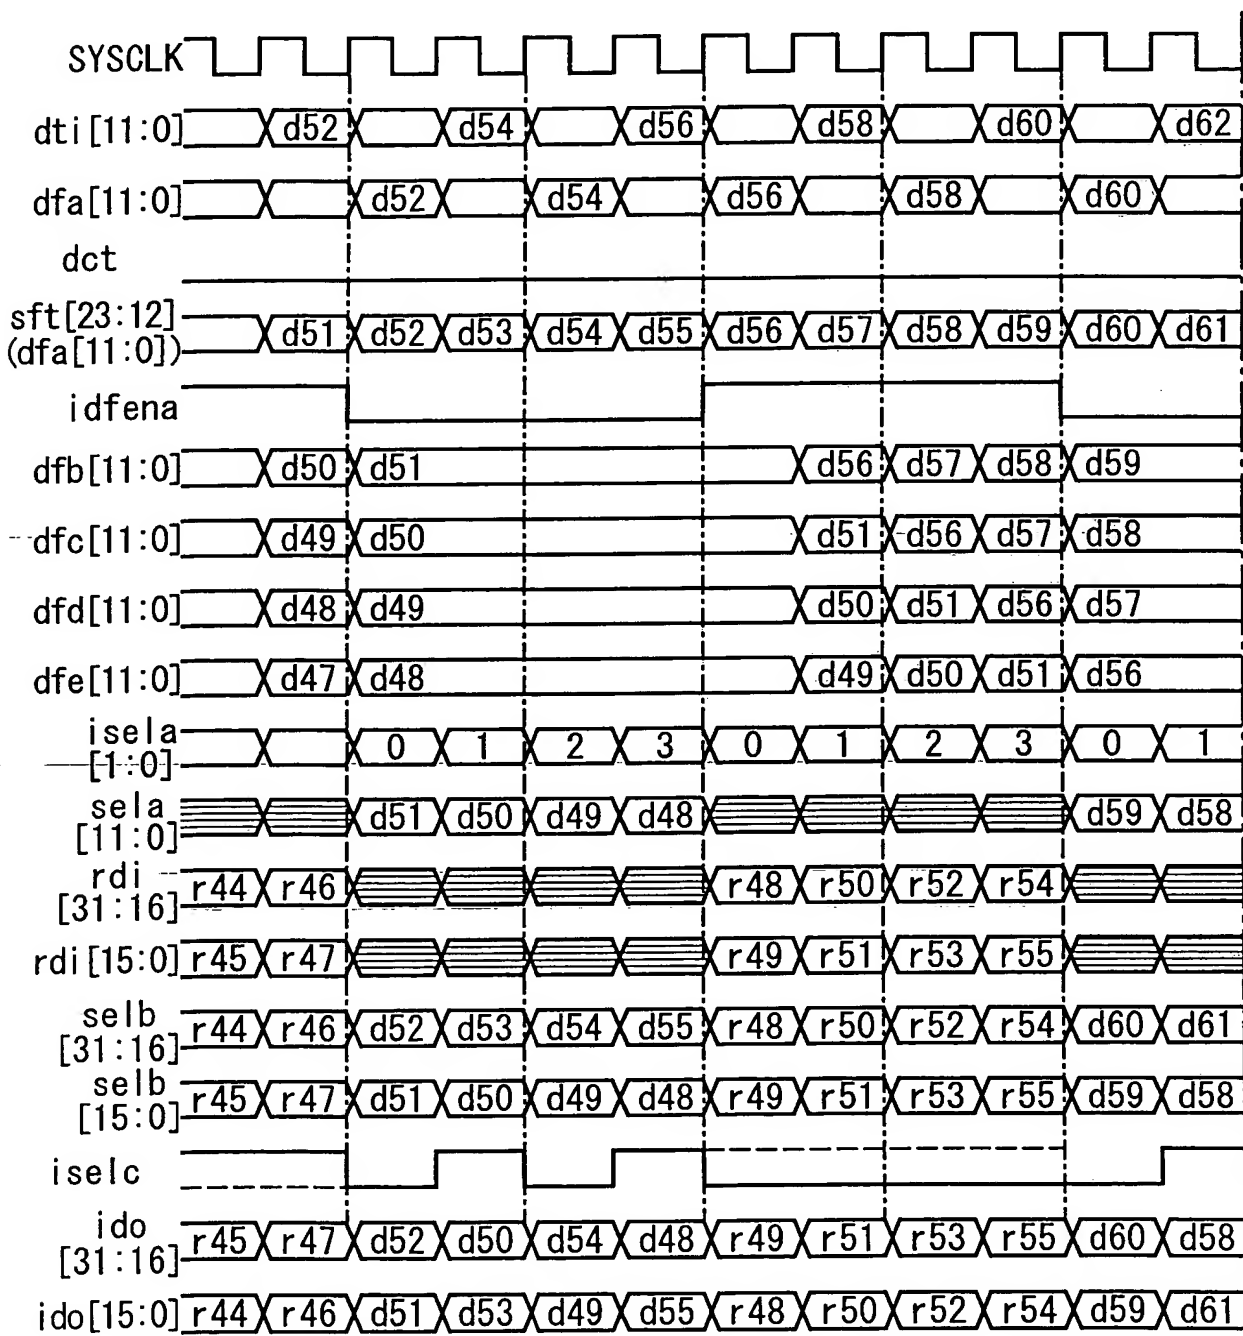 SYSCLK
dti[11:0] d52 d54 d56 d58 d60 d62
dfa[11:0] d52 d54 d56 d58 d60
dct
sft[23:12]
(dfa[11:0]) d51 d52 d53 d54 d55 d56 d57 d58 d59 d60 d61
idfena
dfb[11:0] d50 d51 d56 d57 d58 d59
dfc[11:0] d49 d50 d51 d56 d57 d58
dfd[11:0] d48 d49 d50 d51 d56 d57
dfe[11:0] d47 d48 d49 d50 d51 d56
isela
[1:0] 0 1 2 3 0 1 2 3 0 1
sela
[11:0] d51 d50 d49 d48 d59 d58
rdi
[31:16] r44 r46 r48 r50 r52 r54
rdi[15:0] r45 r47 r49 r51 r53 r55
selb
[31:16] r44 r46 d52 d53 d54 d55 r48 r50 r52 r54 d60 d61
selb
[15:0] r45 r47 d51 d50 d49 d48 r49 r51 r53 r55 d59 d58
iselc
ido
[31:16] r45 r47 d52 d50 d54 d48 r49 r51 r53 r55 d60 d58
ido[15:0] r44 r46 d51 d53 d49 d55 r48 r50 r52 r54 d59 d61